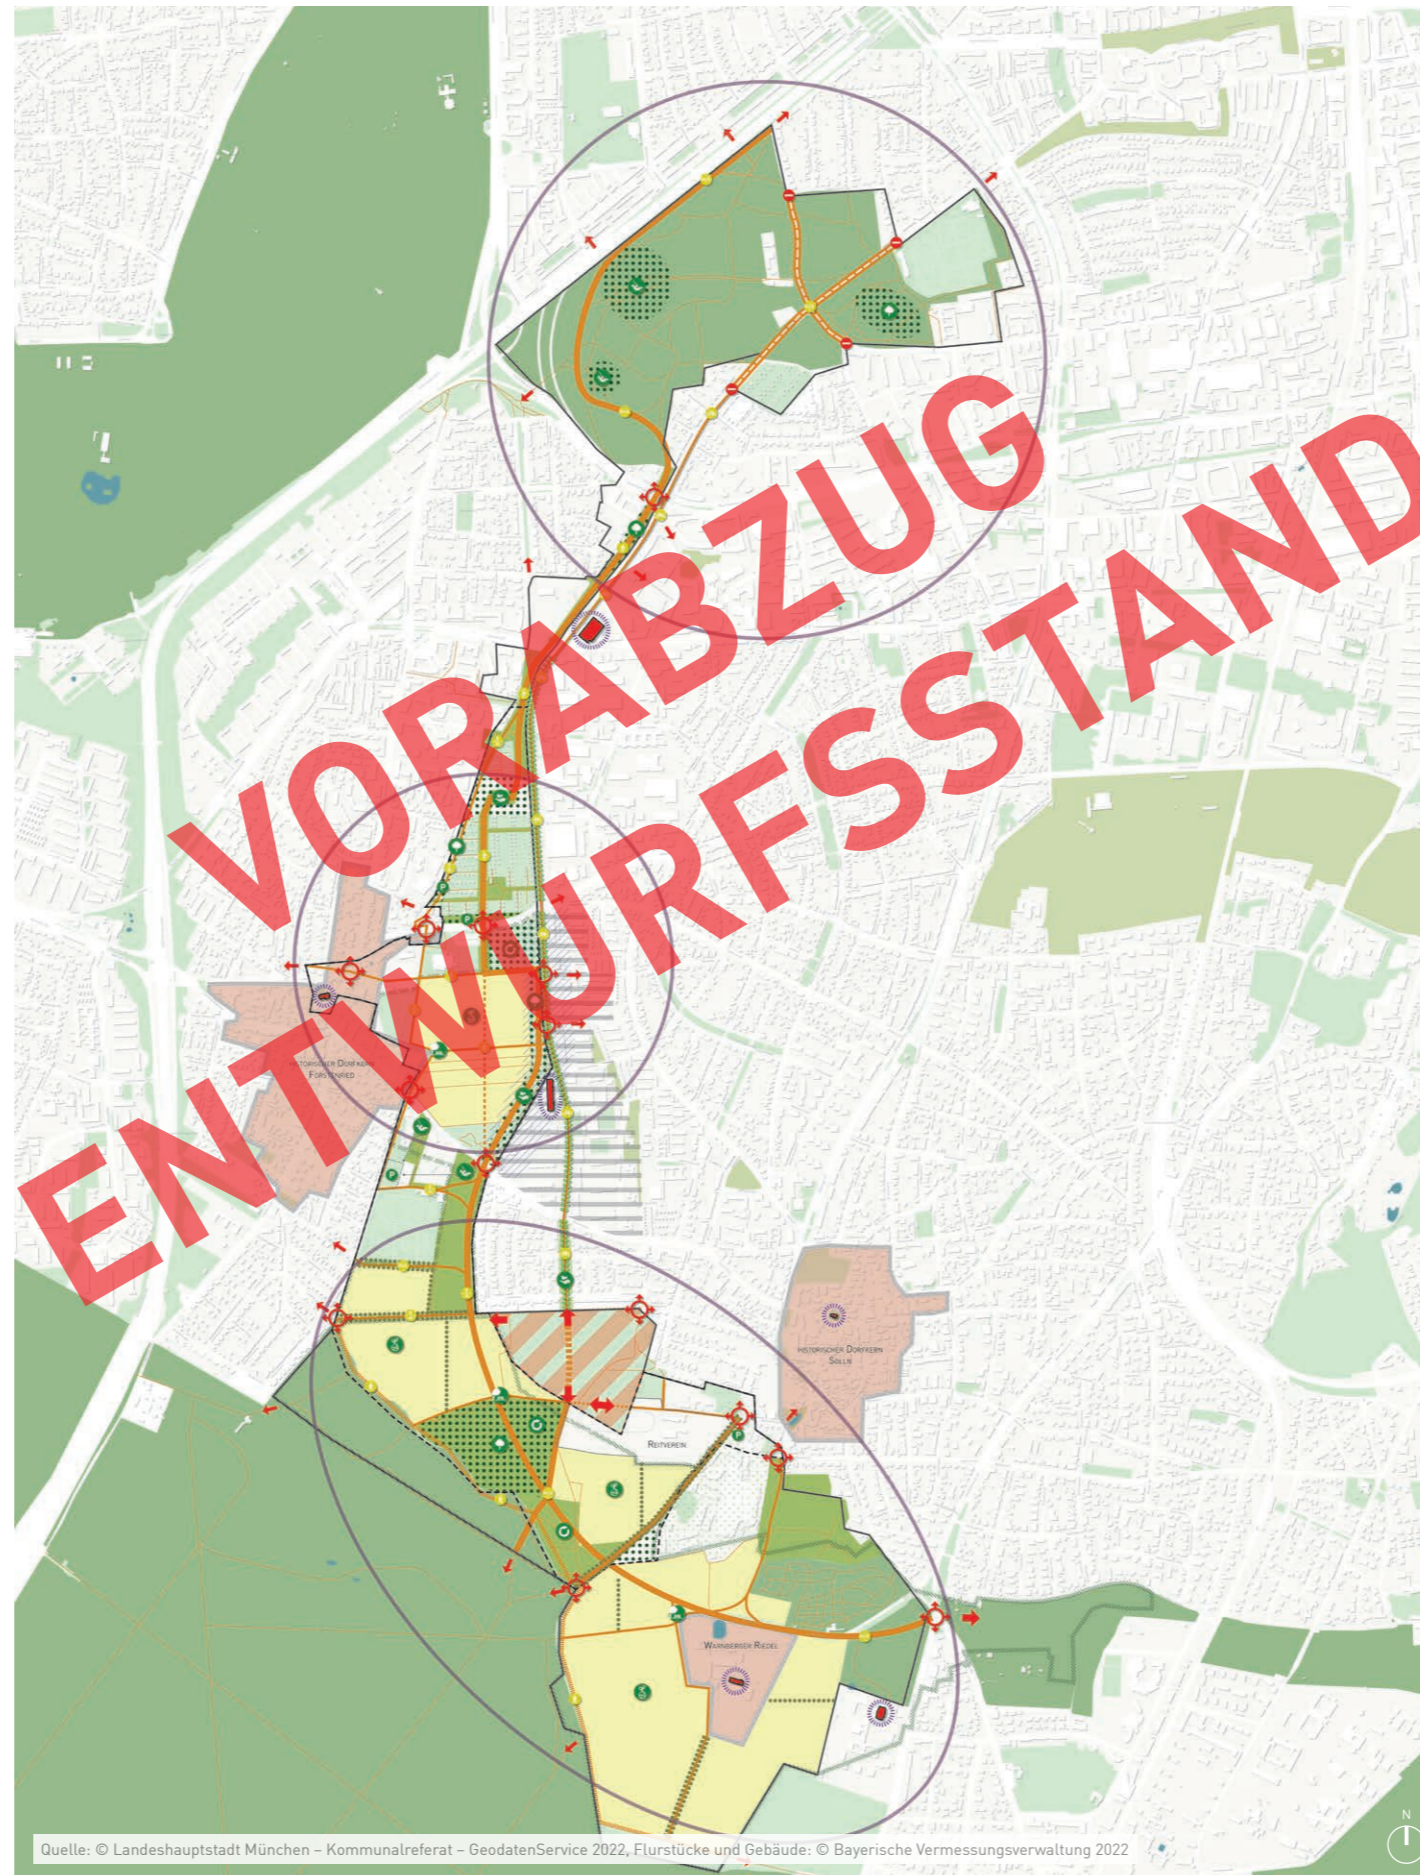 VORABZUG
ENTWURFSSTAND
HISTORISCHER DORFKERN
FORSTENRIED
P
P
P
P
HISTORISCHER DORFKERN
SOLLN
REITVEREIN
WARNBERGER RIEDEL
N
Quelle: © Landeshauptstadt München – Kommunalreferat – GeodatenService 2022, Flurstücke und Gebäude: © Bayerische Vermessungsverwaltung 2022